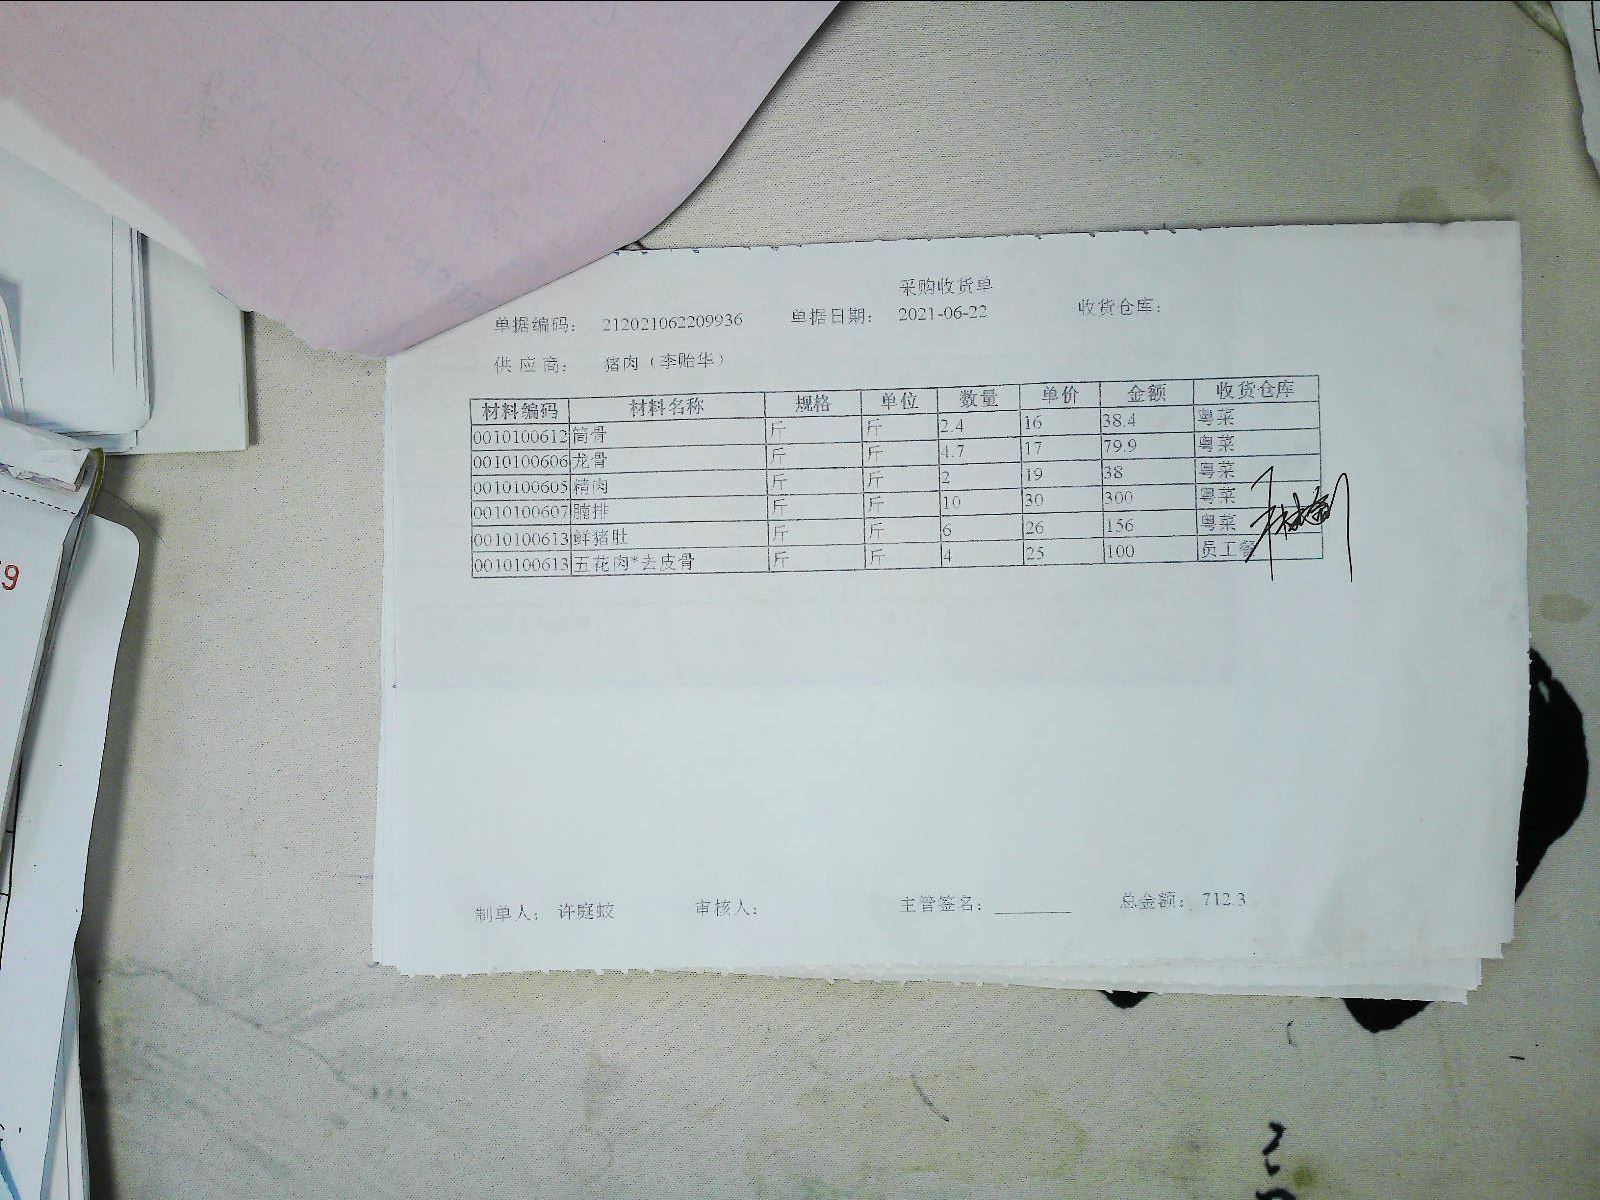 采购收货单
单据编码： 212021062209936 单据日期： 2021-06-22 收货仓库：
供应商： 猪肉（李贻华）
材料编码 材料名称 规格 单位 数量 单价 金额 收货仓库
0010100612 筒骨 斤 斤 2.4 16 38.4 粤菜
0010100606 龙骨 斤 斤 4.7 17 79.9 粤菜
0010100605 精肉 斤 斤 2 19 38 粤菜
0010100607 腩排 斤 斤 10 30 300 粤菜
0010100613 鲜猪肚 斤 斤 6 26 156 粤菜
0010100613 五花肉*去皮骨 斤 斤 4 25 100 员工餐
制单人： 许庭蛟 审核人： 主管签名： 总金额： 712.3
9